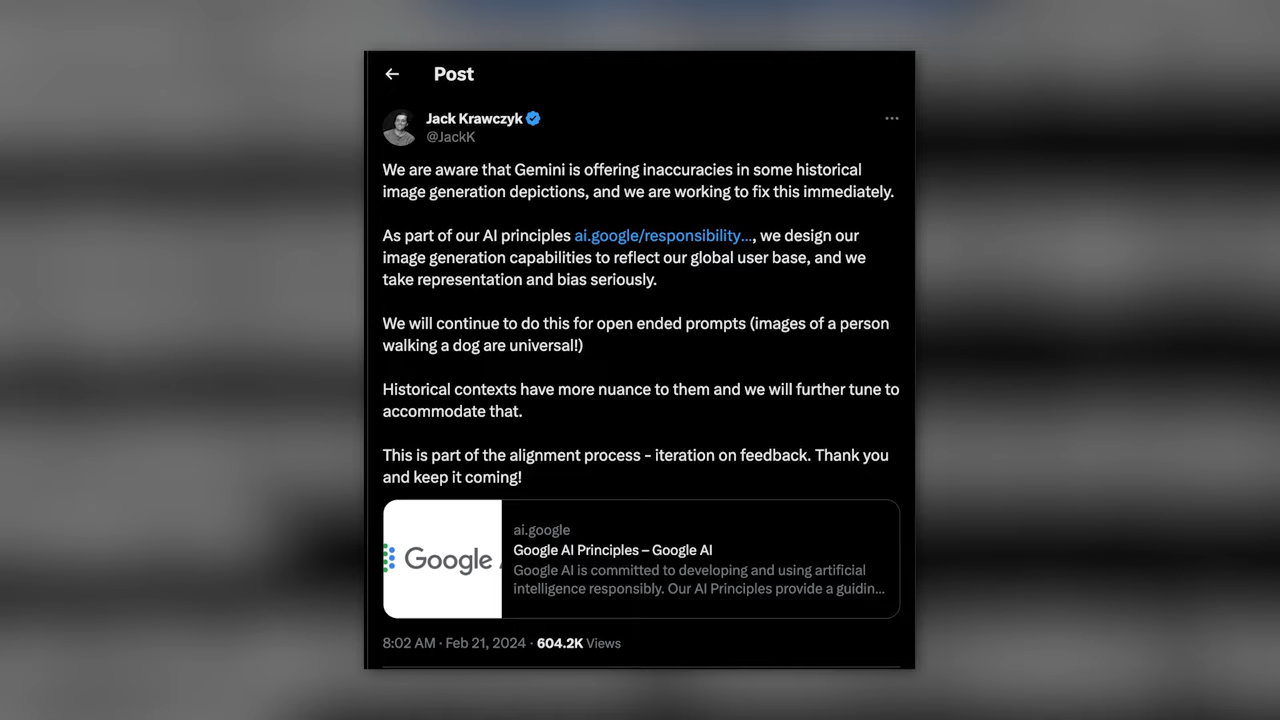 Post
Jack Krawczyk
@JackK
We are aware that Gemini is offering inaccuracies in some historical
image generation depictions, and we are working to fix this immediately.
As part of our AI principles ai.google/responsibility..., we design our
image generation capabilities to reflect our global user base, and we
take representation and bias seriously.
We will continue to do this for open ended prompts (images of a person
walking a dog are universal!)
Historical contexts have more nuance to them and we will further tune to
accommodate that.
This is part of the alignment process - iteration on feedback. Thank you
and keep it coming!
Google
ai.google
Google AI Principles – Google AI
Google AI is committed to developing and using artificial
intelligence responsibly. Our AI Principles provide a guidin...
8:02 AM · Feb 21, 2024 · 604.2K Views